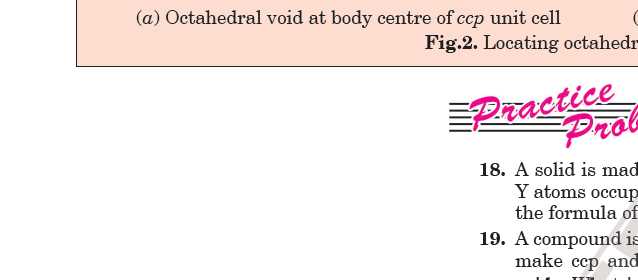 (a) Octahedral void at body centre of ccp unit cell (
Fig.2. Locating octahedr
Practice
Prob
18. A solid is mad
Y atoms occup
the formula of
19. A compound is
make ccp and